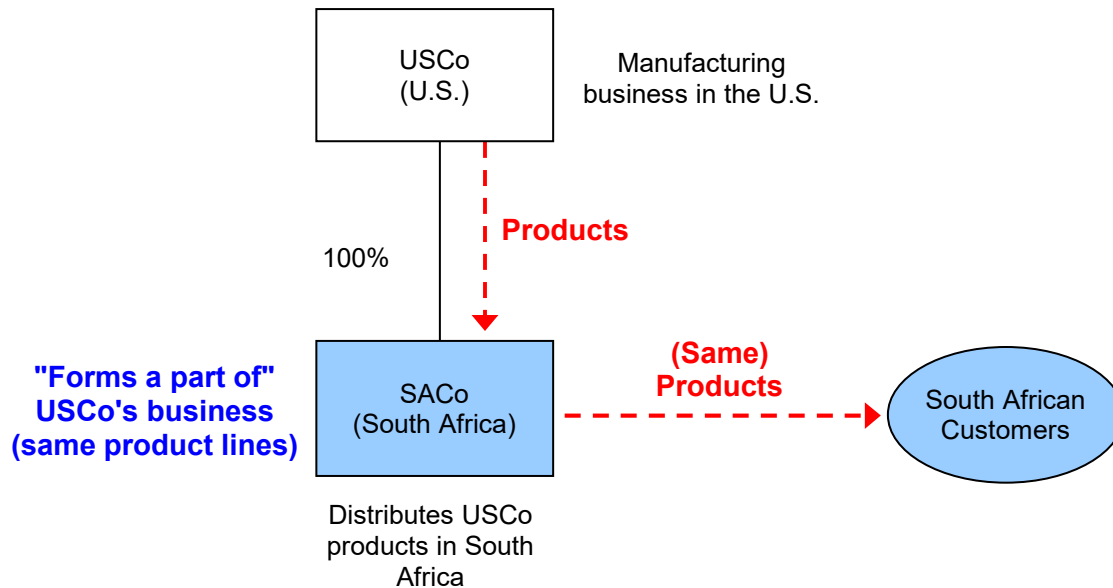 USCo
(U.S.)
Manufacturing
business in the U.S.
Products
100%
"Forms a part of"
USCo's business
(same product lines)
SACo
(South Africa)
(Same)
Products
South African
Customers
Distributes USCo
products in South
Africa